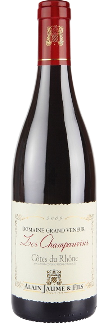 DOMAINE GRAND VENEUR
Les Champauvins
Côtes du Rhône
ALAIN JAUME & FILS